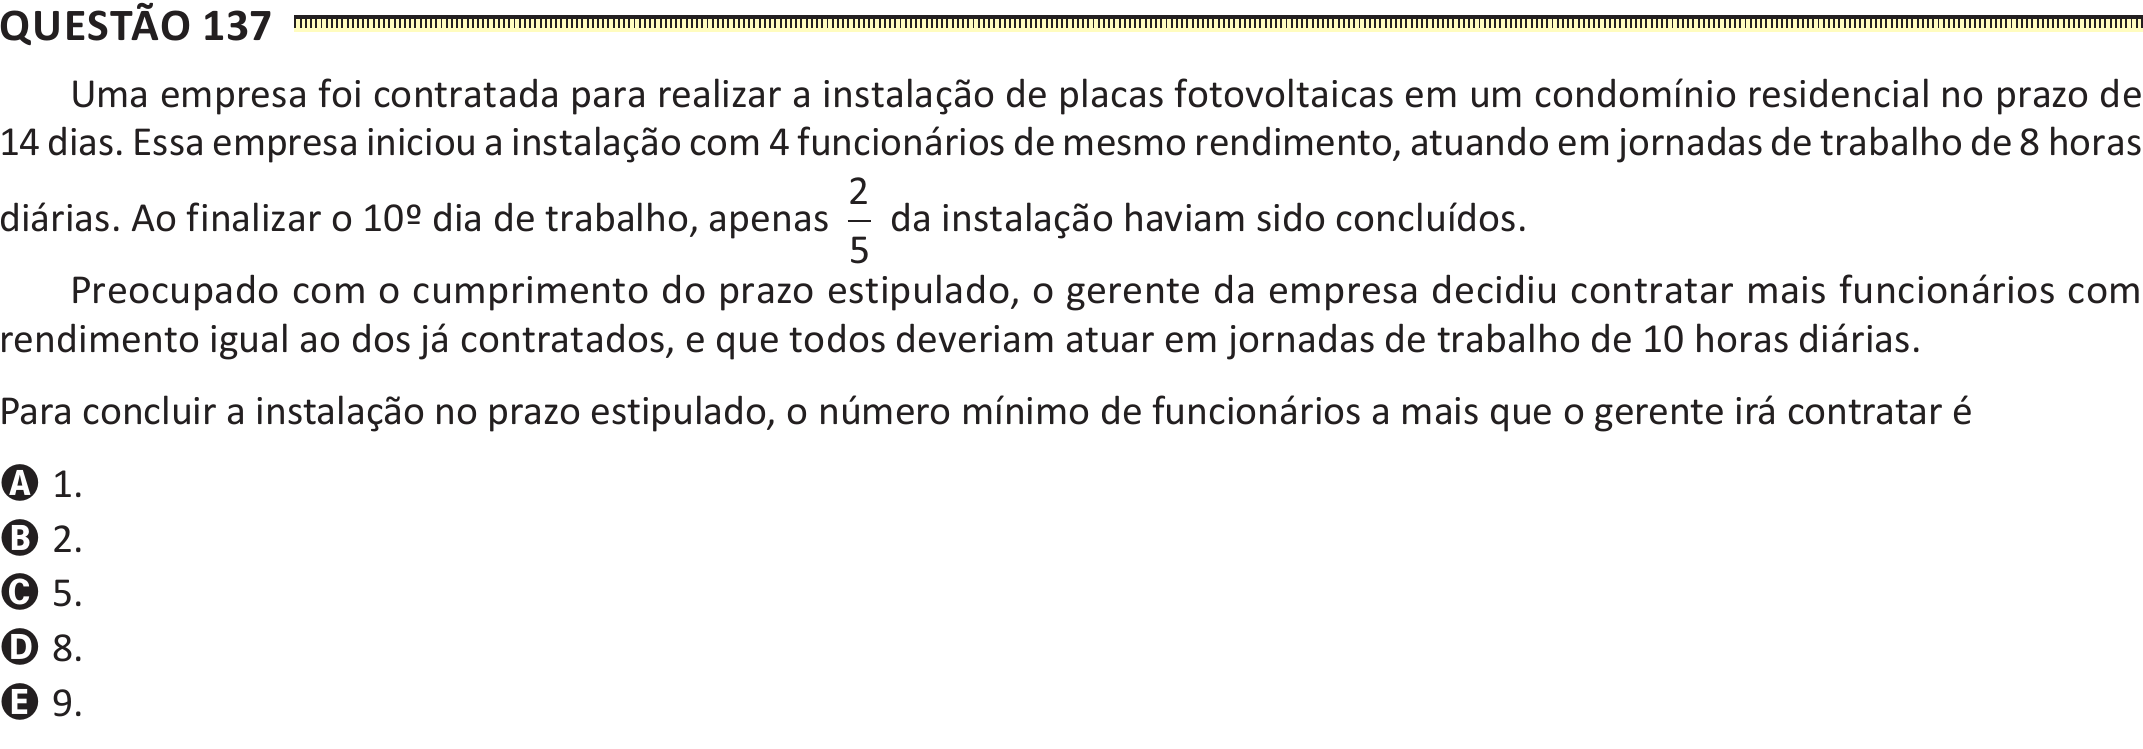 QUESTÃO 137
Uma empresa foi contratada para realizar a instalação de placas fotovoltaicas em um condomínio residencial no prazo de
14 dias. Essa empresa iniciou a instalação com 4 funcionários de mesmo rendimento, atuando em jornadas de trabalho de 8 horas
diárias. Ao finalizar o 10º dia de trabalho, apenas 2/5 da instalação haviam sido concluídos.
Preocupado com o cumprimento do prazo estipulado, o gerente da empresa decidiu contratar mais funcionários com
rendimento igual ao dos já contratados, e que todos deveriam atuar em jornadas de trabalho de 10 horas diárias.
Para concluir a instalação no prazo estipulado, o número mínimo de funcionários a mais que o gerente irá contratar é
A 1.
B 2.
C 5.
D 8.
E 9.